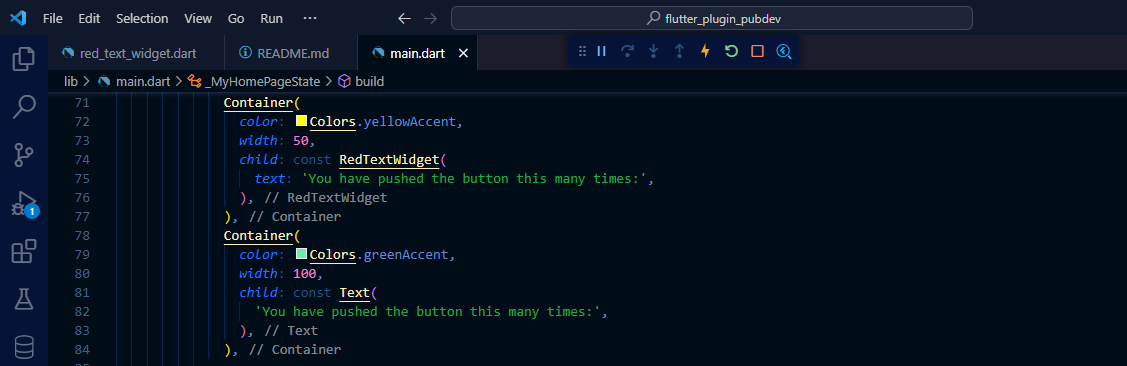 File Edit Selection View Go Run ···
flutter_plugin_pubdev
red_text_widget.dart README.md main.dart
lib > main.dart > _MyHomePageState > build
71 Container(
72 color: Colors.yellowAccent,
73 width: 50,
74 child: const RedTextWidget(
75 text: 'You have pushed the button this many times:',
76 ), // RedTextWidget
77 ), // Container
78 Container(
79 color: Colors.greenAccent,
80 width: 100,
81 child: const Text(
82 'You have pushed the button this many times:',
83 ), // Text
84 ), // Container
1